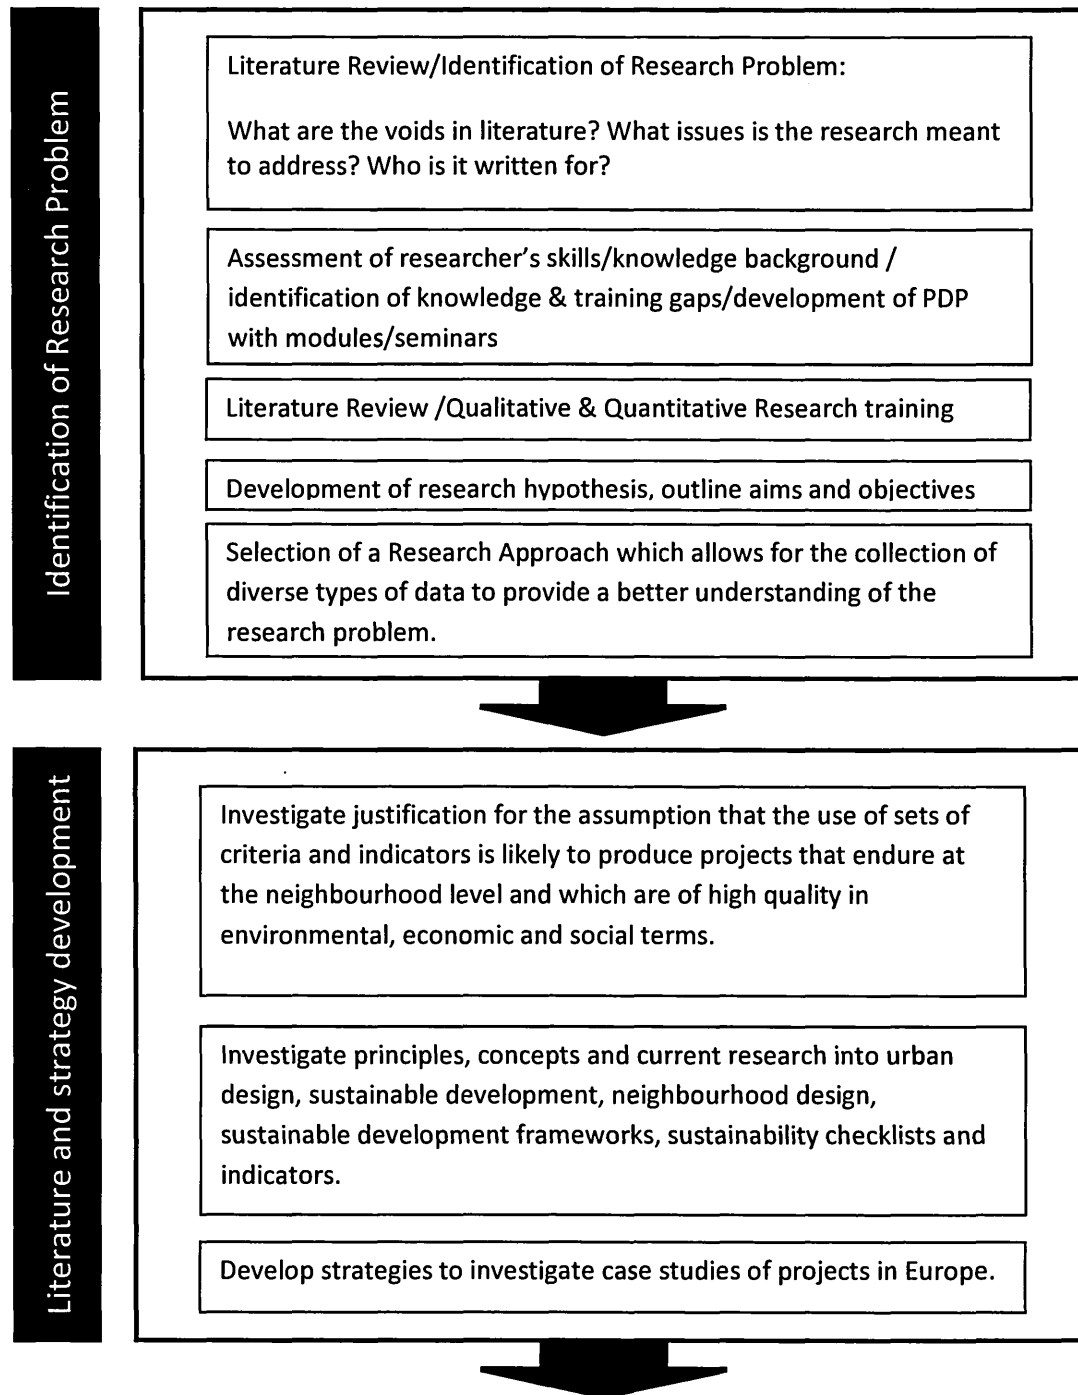 Identification of Research Problem
Literature Review/Identification of Research Problem:
What are the voids in literature? What issues is the research meant
to address? Who is it written for?
Assessment of researcher's skills/knowledge background /
identification of knowledge & training gaps/development of PDP
with modules/seminars
Literature Review /Qualitative & Quantitative Research training
Development of research hypothesis, outline aims and objectives
Selection of a Research Approach which allows for the collection of
diverse types of data to provide a better understanding of the
research problem.
Literature and strategy development
Investigate justification for the assumption that the use of sets of
criteria and indicators is likely to produce projects that endure at
the neighbourhood level and which are of high quality in
environmental, economic and social terms.
Investigate principles, concepts and current research into urban
design, sustainable development, neighbourhood design,
sustainable development frameworks, sustainability checklists and
indicators.
Develop strategies to investigate case studies of projects in Europe.